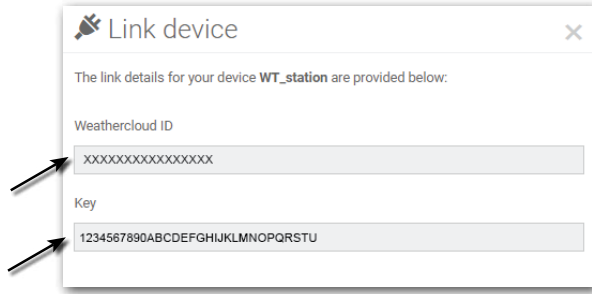 Link device
The link details for your device WT_station are provided below:
Weathercloud ID
XXXXXXXXXXXXXXXX
Key
1234567890ABCDEFGHIJKLMNOPQRSTU